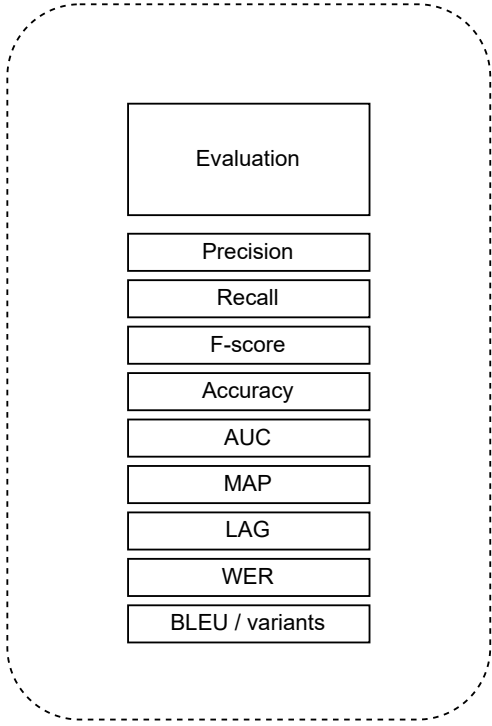 Evaluation
Precision
Recall
F-score
Accuracy
AUC
MAP
LAG
WER
BLEU / variants